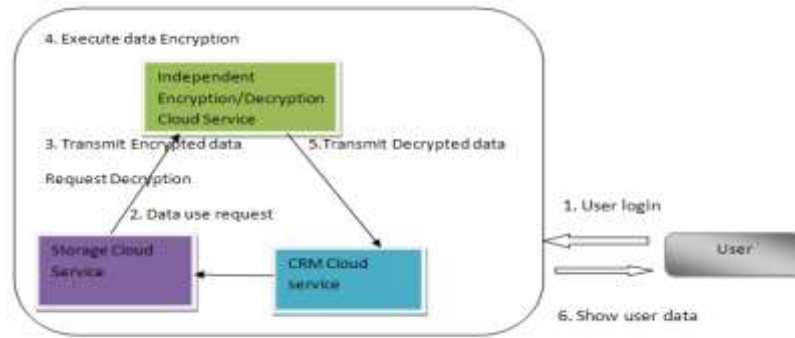 4. Execute data Encryption
Independent
Encryption/Decryption
Cloud Service
3. Transmit Encrypted data
Request Decryption
5.Transmit Decrypted data
2. Data use request
Storage Cloud
Service
CRM Cloud
service
1. User login
User
6. Show user data